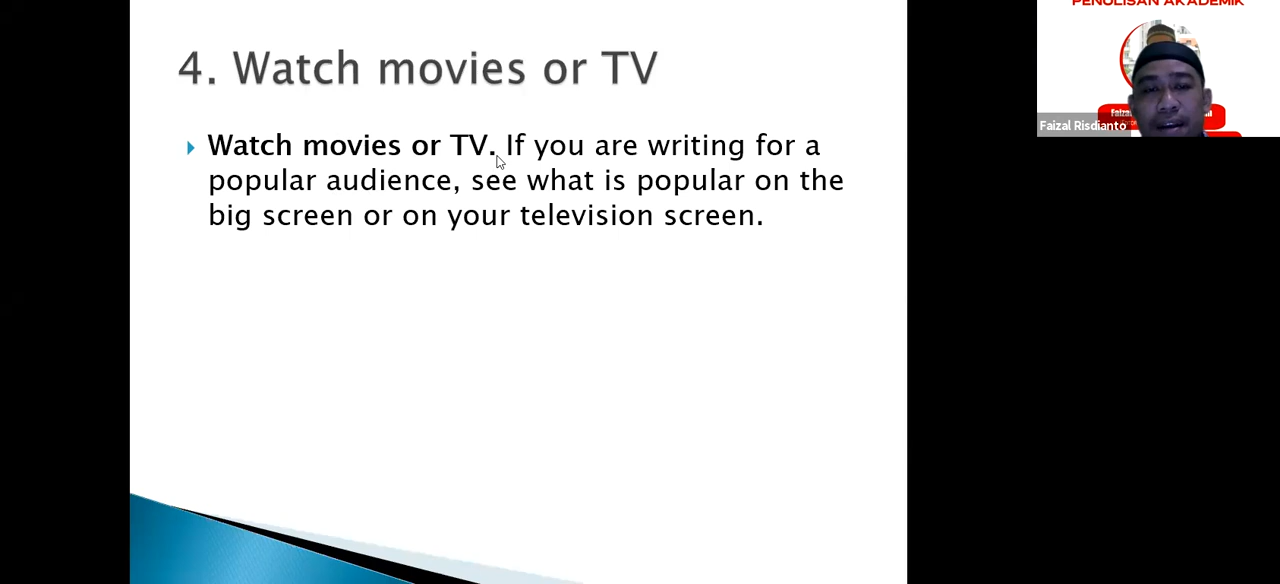 4. Watch movies or TV
Watch movies or TV. If you are writing for a
popular audience, see what is popular on the
big screen or on your television screen.
PENULISAN AKADEMIK
Faizal Risdianto